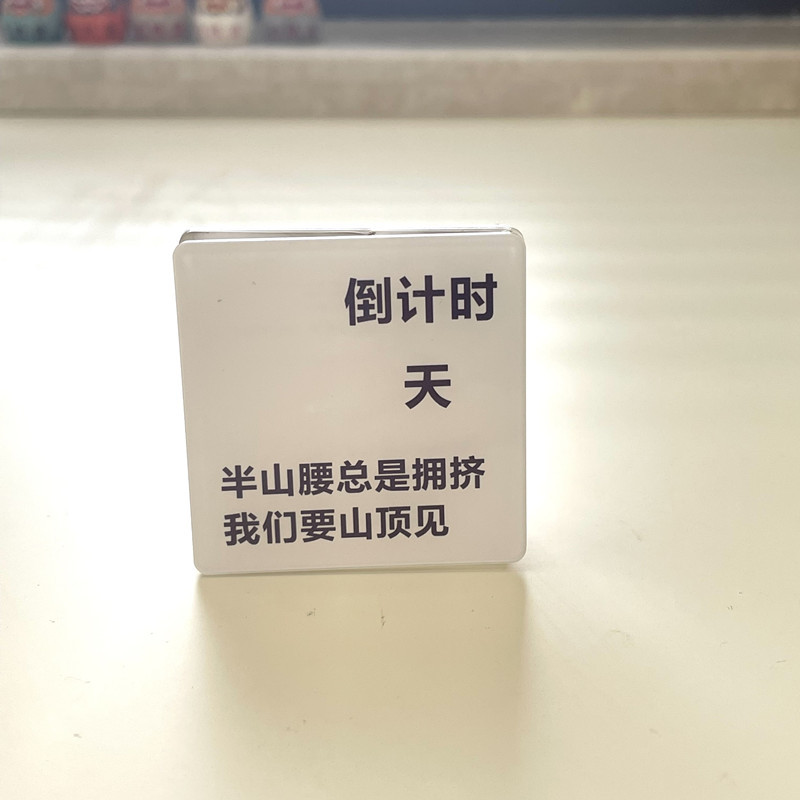 倒计时
天
半山腰总是拥挤
我们要山顶见